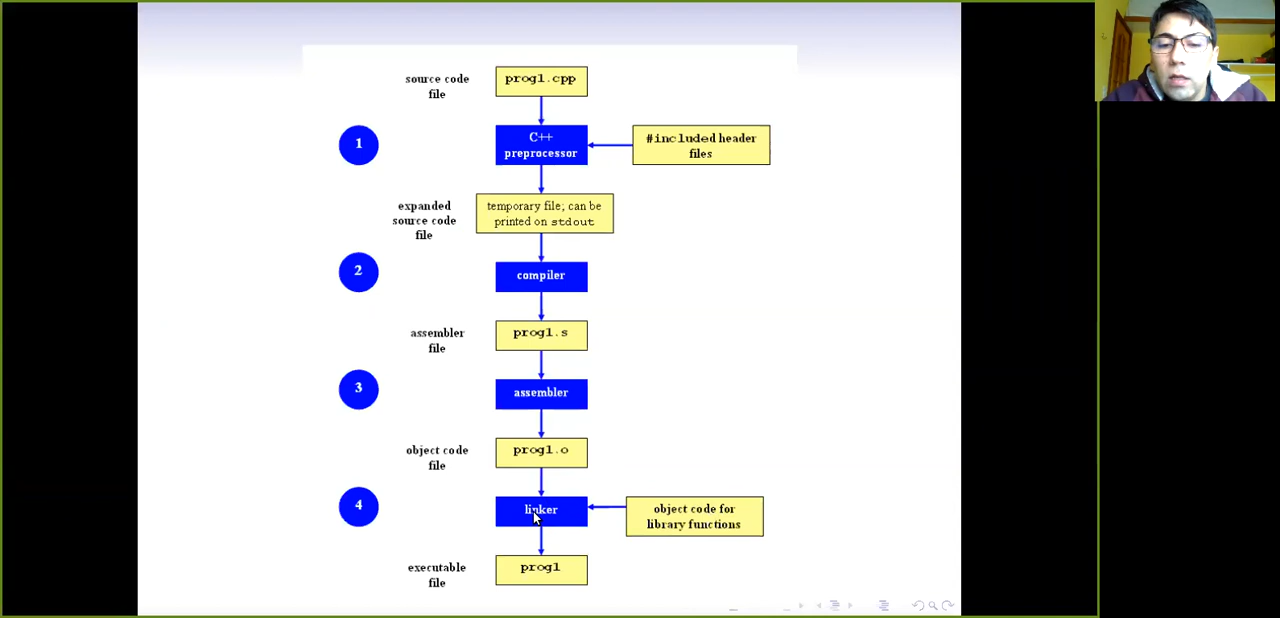 source code
file
prog1.cpp
1
C++
preprocessor
#included header
files
expanded
source code
file
temporary file; can be
printed on stdout
2
compiler
assembler
file
prog1.s
3
assembler
object code
file
prog1.o
4
linker
object code for
library functions
executable
file
prog1